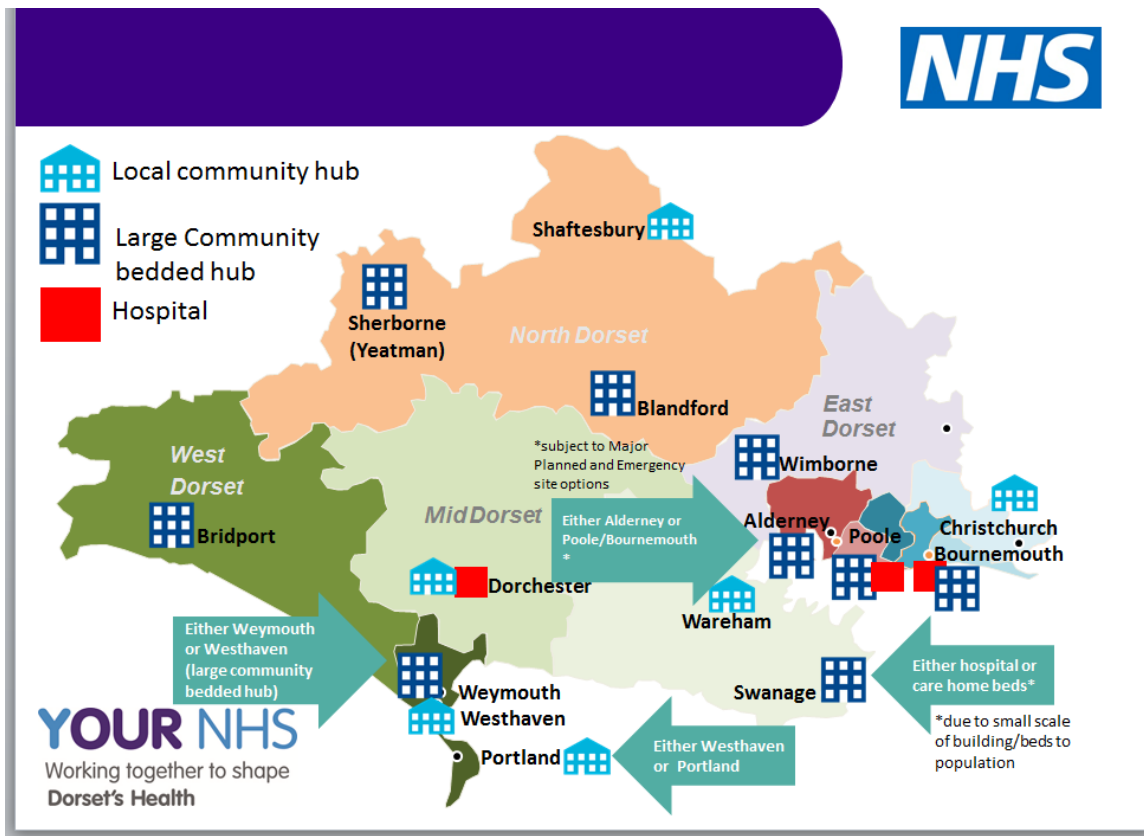 NHS
Local community hub
Large Community
bedded hub
Hospital
Shaftesbury
Sherborne
(Yeatman)
North Dorset
Blandford
East
Dorset
West
Dorset
*subject to Major
Planned and Emergency
site options
Wimborne
Bridport
Mid Dorset
Either Alderney or
Poole/Bournemouth
*
Alderney
Poole
Christchurch
Bournemouth
Dorchester
Wareham
Either Weymouth
or Westhaven
(large community
bedded hub)
Either hospital or
care home beds*
Weymouth
Westhaven
Swanage
*due to small scale
of building/beds to
population
Portland
Either Westhaven
or Portland
YOUR NHS
Working together to shape
Dorset's Health